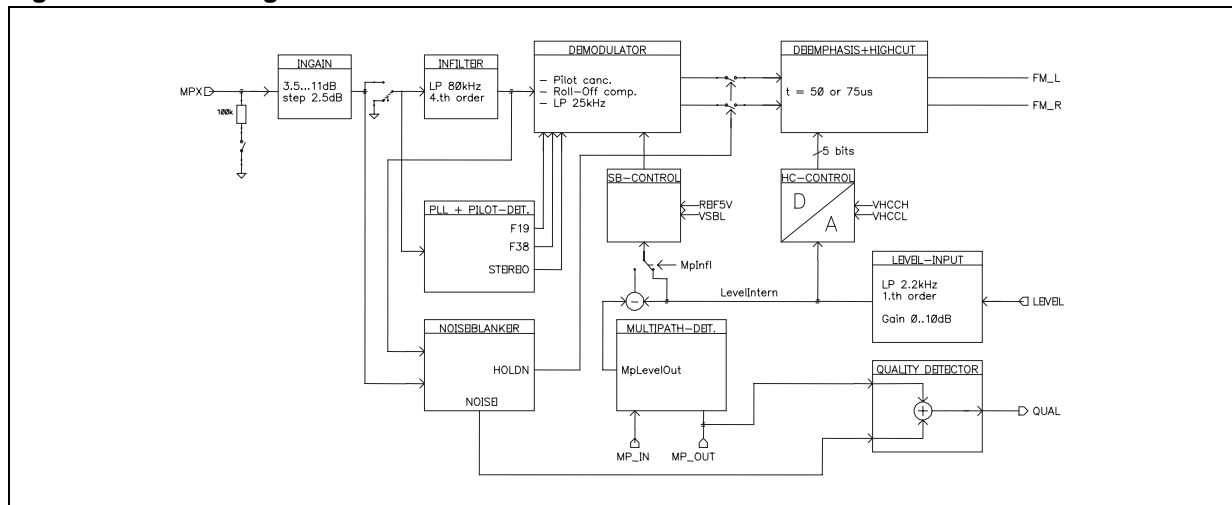 INGAIN
3.5...11dB
step 2.5dB
MPX
100k
INFILTER
LP 80kHz
4.th order
DEMODULATOR
– Pilot canc.
– Roll-Off comp.
– LP 25kHz
DEEMPHASIS+HIGHCUT
t = 50 or 75us
FM_L
FM_R
5 bits
SB-CONTROL
REF5V
VSBL
HC-CONTROL
D
A
VHCCH
VHCCL
PLL + PILOT-DET.
F19
F38
STEREO
MpInfl
LevelIntern
LEVEL-INPUT
LP 2.2kHz
1.th order
Gain 0..10dB
LEVEL
NOISEBLANKER
HOLDN
NOISE
MULTIPATH-DET.
MpLevelOut
MP_IN
MP_OUT
QUALITY DETECTOR
QUAL